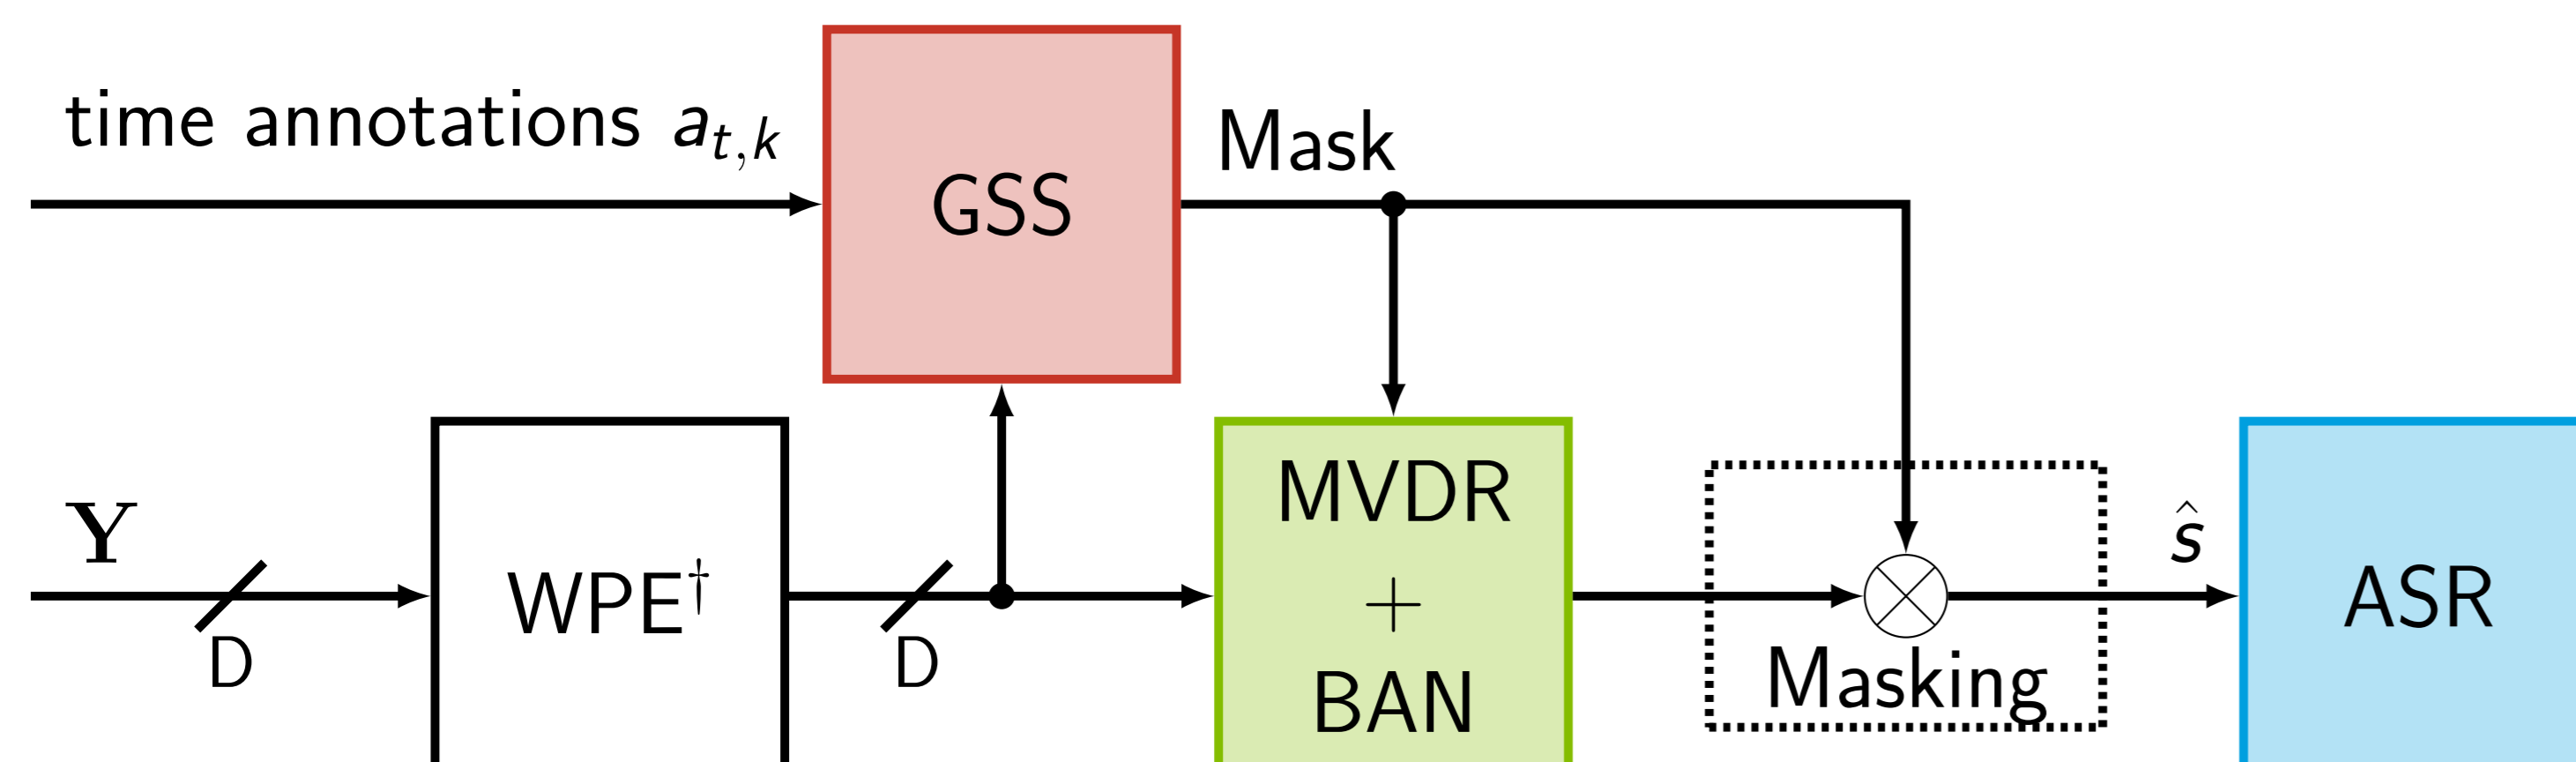 time annotations a_{t,k}
GSS
Mask
Y
D
WPE†
D
MVDR
+
BAN
Masking
ŝ
ASR